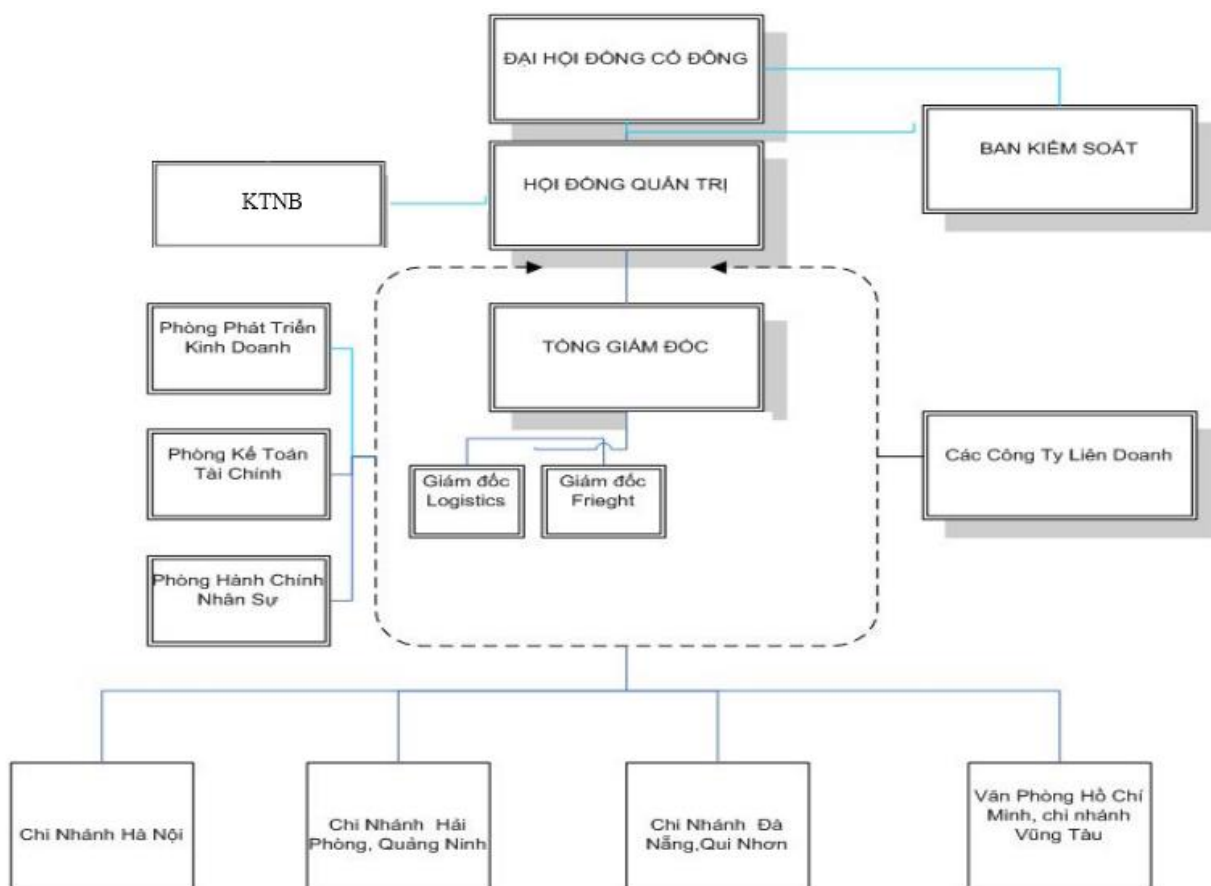 ĐẠI HỘI ĐỒNG CỔ ĐÔNG
BAN KIỂM SOÁT
KTNB
HỘI ĐỒNG QUẢN TRỊ
Phòng Phát Triển
Kinh Doanh
TỔNG GIÁM ĐỐC
Phòng Kế Toán
Tài Chính
Các Công Ty Liên Doanh
Giám đốc
Logistics
Giám đốc
Frieght
Phòng Hành Chính
Nhân Sự
Chi Nhánh Hà Nội
Chi Nhánh Hải
Phòng, Quảng Ninh
Chi Nhánh Đà
Nẵng,Qui Nhơn
Văn Phòng Hồ Chí
Minh, chi nhánh
Vũng Tàu